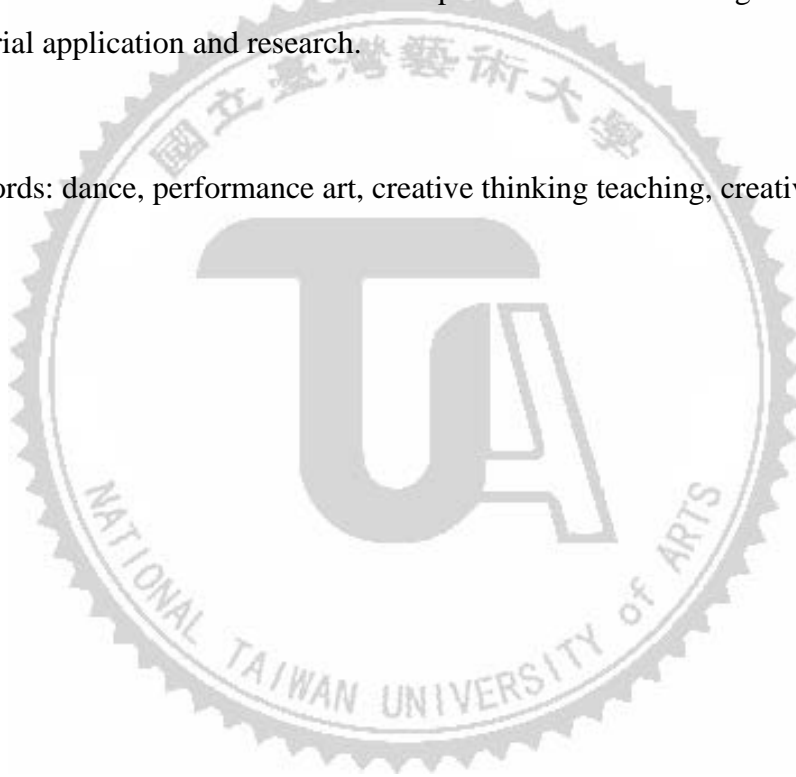 rial application and research.
國立臺灣藝術大學
ords: dance, performance art, creative thinking teaching, creativ
TUA
NATIONAL TAIWAN UNIVERSITY of ARTS